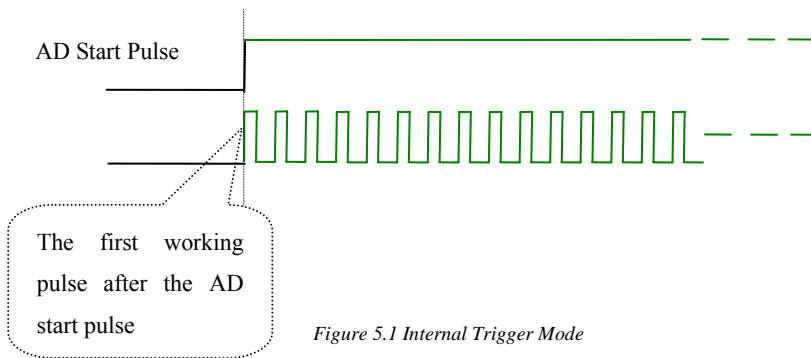 AD Start Pulse
The first working
pulse after the AD
start pulse
Figure 5.1 Internal Trigger Mode